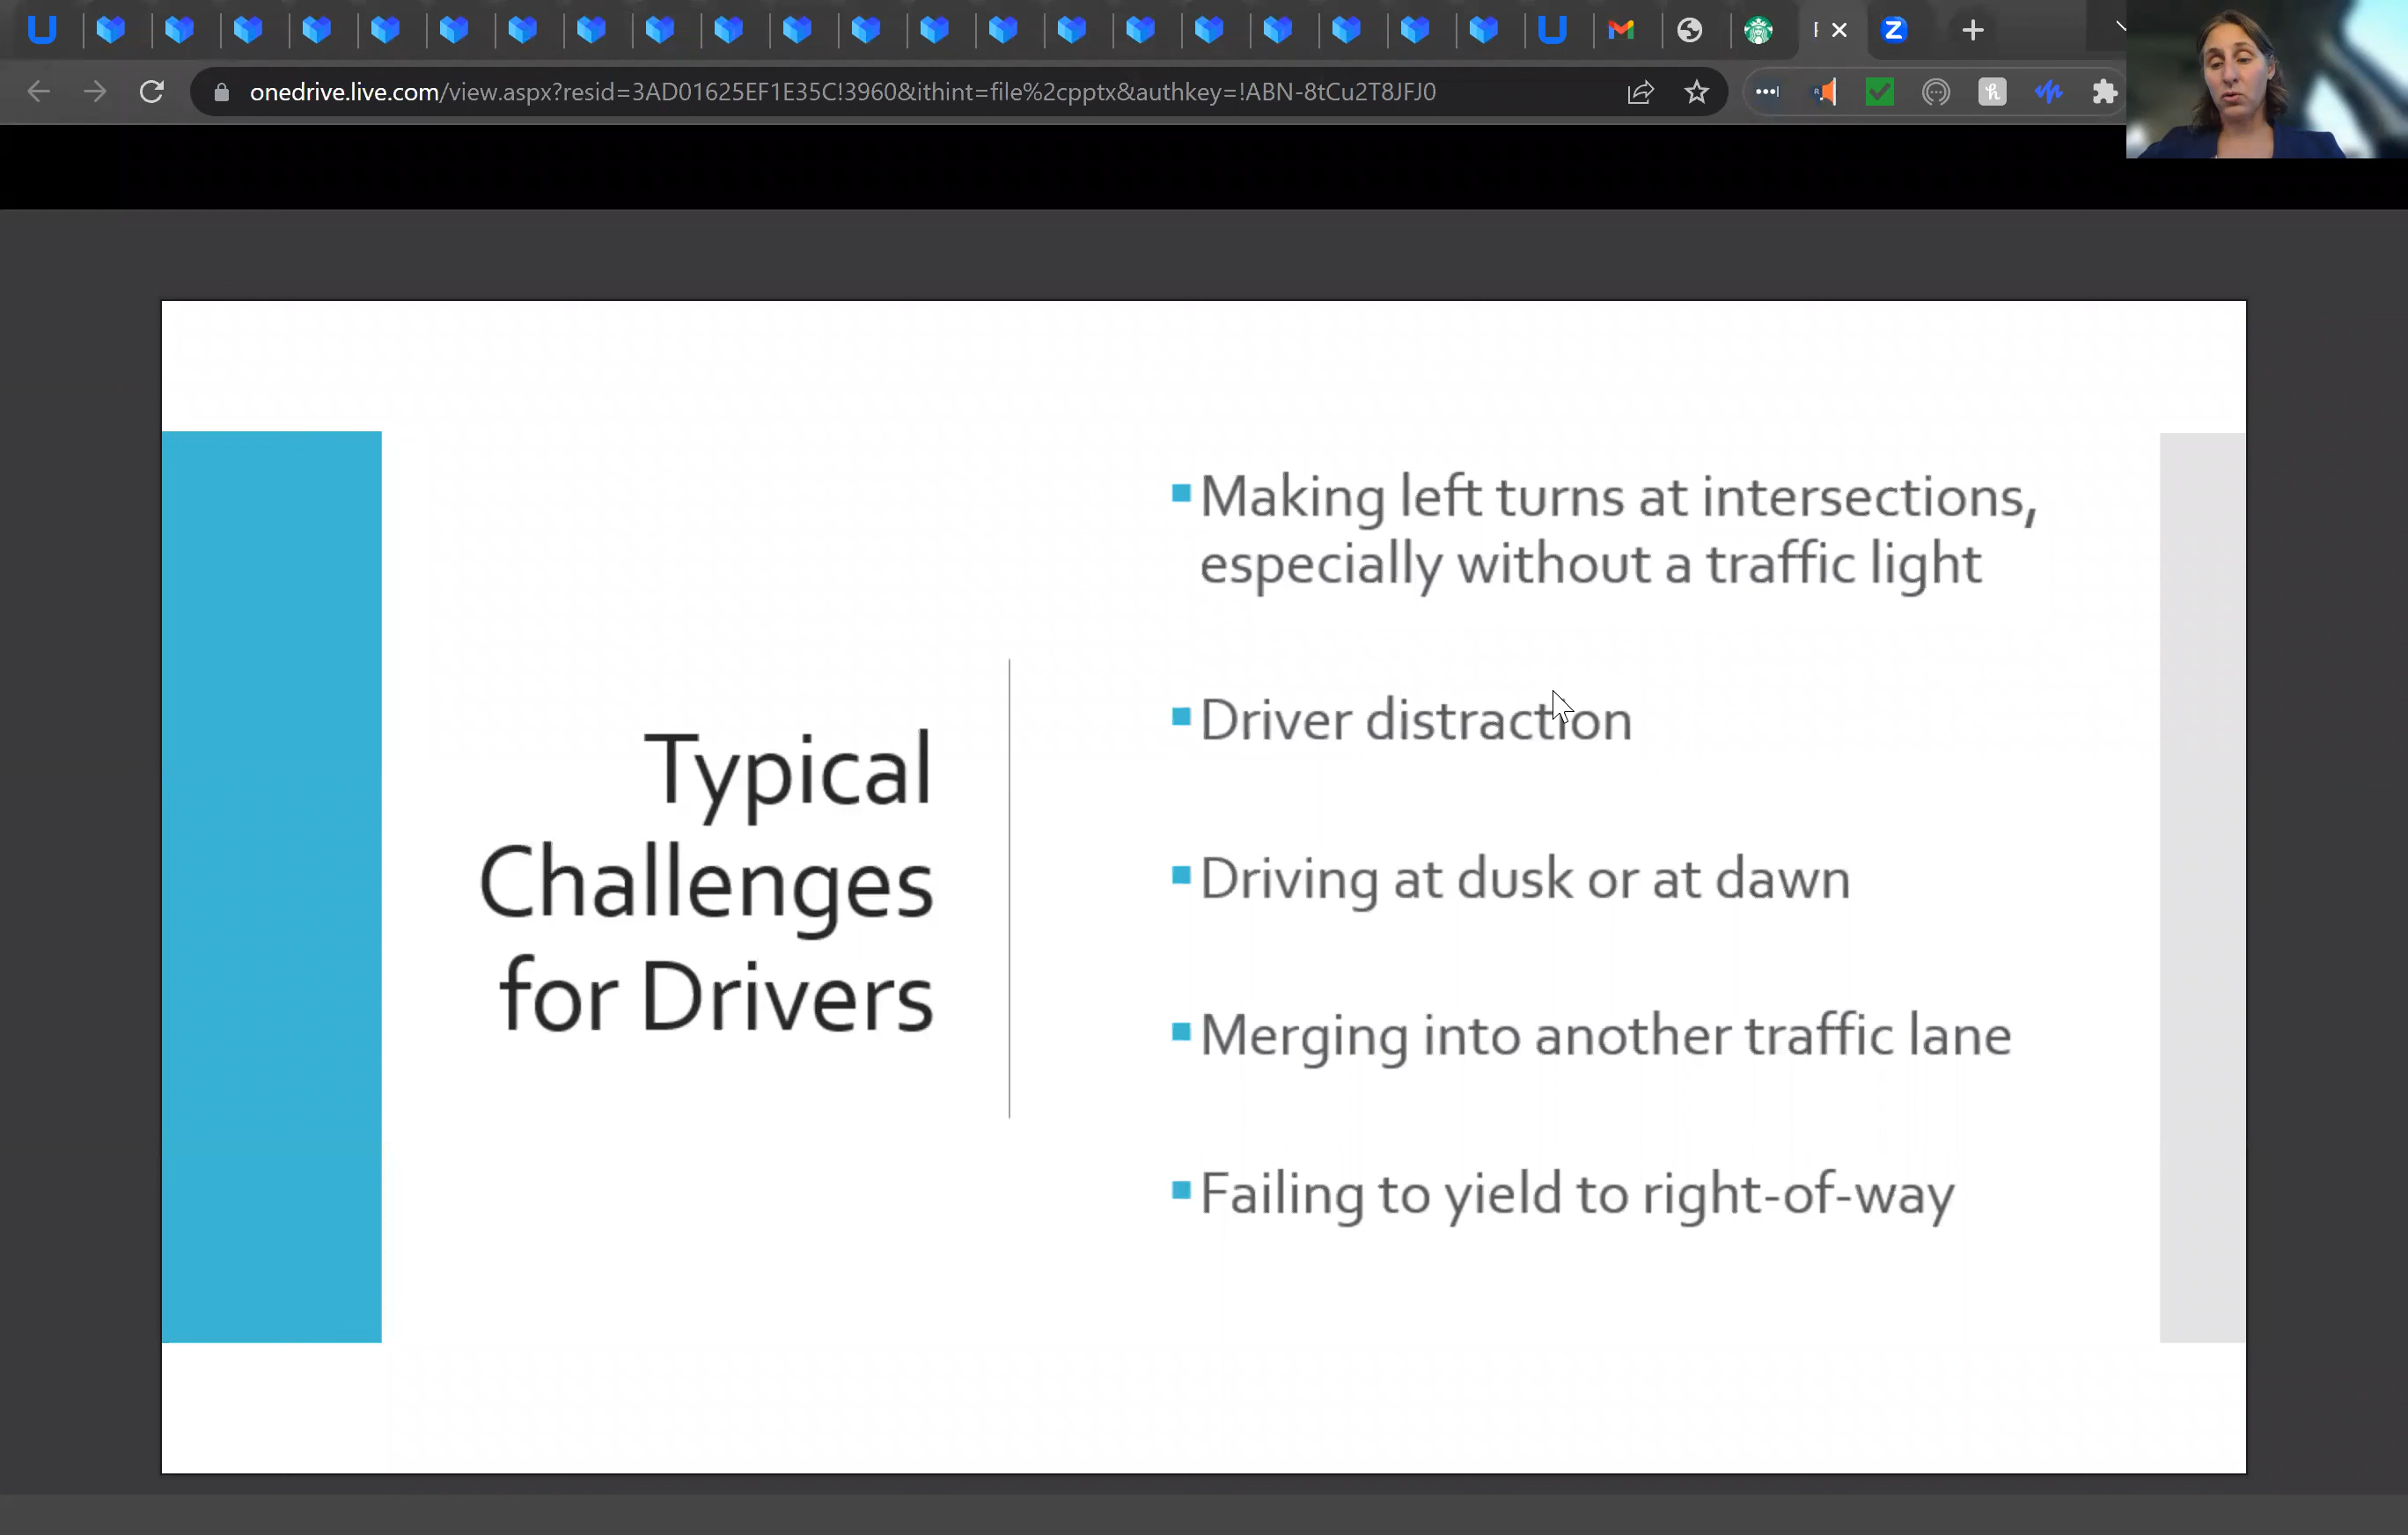 onedrive.live.com/view.aspx?resid=3AD01625EF1E35C!3960&ithint=file%2cpptx&authkey=!ABN-8tCu2T8JFJ0
Typical
Challenges
for Drivers
Making left turns at intersections,
especially without a traffic light
Driver distraction
Driving at dusk or at dawn
Merging into another traffic lane
Failing to yield to right-of-way